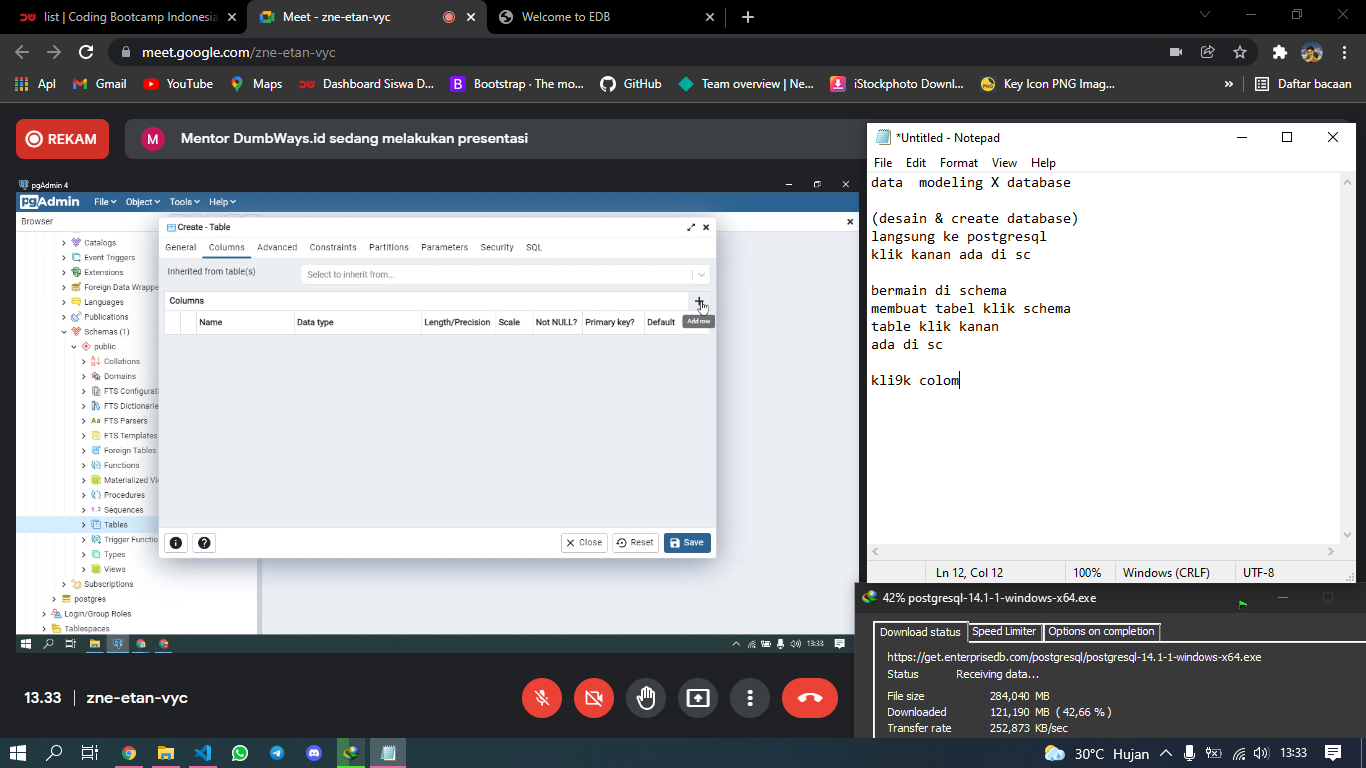 list | Coding Bootcamp Indonesia
Meet - zne-etan-vyc
Welcome to EDB
meet.google.com/zne-etan-vyc
Apl
Gmail
YouTube
Maps
Dashboard Siswa D...
Bootstrap · The mo...
GitHub
Team overview | Ne...
iStockphoto Downl...
Key Icon PNG Imag...
»
Daftar bacaan
REKAM
M
Mentor DumbWays.id sedang melakukan presentasi
pgAdmin 4
pgAdmin
File
Object
Tools
Help
Browser
Catalogs
Event Triggers
Extensions
Foreign Data Wrappe
Languages
Publications
Schemas (1)
public
Collations
Domains
FTS Configurati
FTS Dictionarie
FTS Parsers
FTS Templates
Foreign Tables
Functions
Materialized Vi
Procedures
1..3 Sequences
Tables
Trigger Functio
Types
Views
Subscriptions
postgres
Login/Group Roles
Tablespaces
Create - Table
General
Columns
Advanced
Constraints
Partitions
Parameters
Security
SQL
Inherited from table(s)
Select to inherit from...
Columns
Add row
Name
Data type
Length/Precision
Scale
Not NULL?
Primary key?
Default
Close
Reset
Save
13:33
13.33 | zne-etan-vyc
*Untitled - Notepad
File
Edit
Format
View
Help
data  modeling X database
(desain & create database)
langsung ke postgresql
klik kanan ada di sc
bermain di schema
membuat tabel klik schema
table klik kanan
ada di sc
kli9k colom
Ln 12, Col 12
100%
Windows (CRLF)
UTF-8
42% postgresql-14.1-1-windows-x64.exe
Download status
Speed Limiter
Options on completion
https://get.enterprisedb.com/postgresql/postgresql-14.1-1-windows-x64.exe
Status Receiving data...
File size 284,040 MB
Downloaded 121,190 MB ( 42,66 % )
Transfer rate 252,873 KB/sec
30°C Hujan
13:33